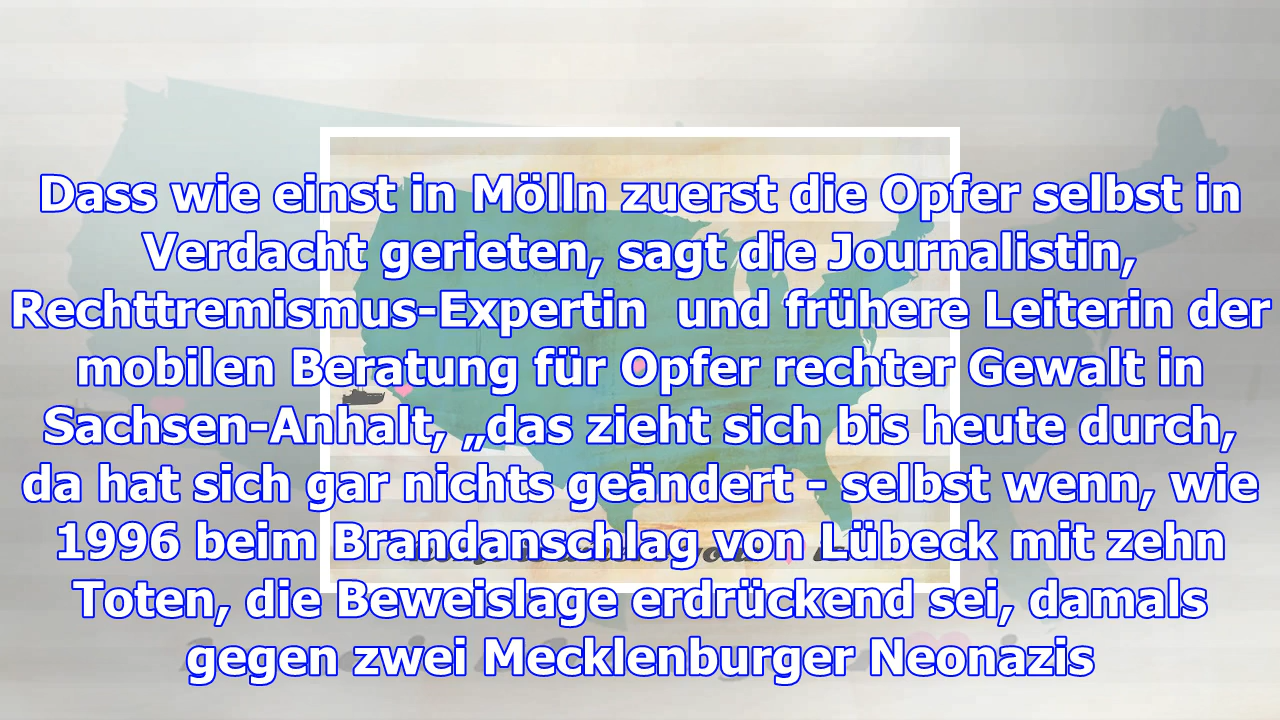 Dass wie einst in Mölln zuerst die Opfer selbst in
Verdacht gerieten, sagt die Journalistin,
Rechttremismus-Expertin  und frühere Leiterin der
mobilen Beratung für Opfer rechter Gewalt in
Sachsen-Anhalt, „das zieht sich bis heute durch,
da hat sich gar nichts geändert - selbst wenn, wie
1996 beim Brandanschlag von Lübeck mit zehn
Toten, die Beweislage erdrückend sei, damals
gegen zwei Mecklenburger Neonazis